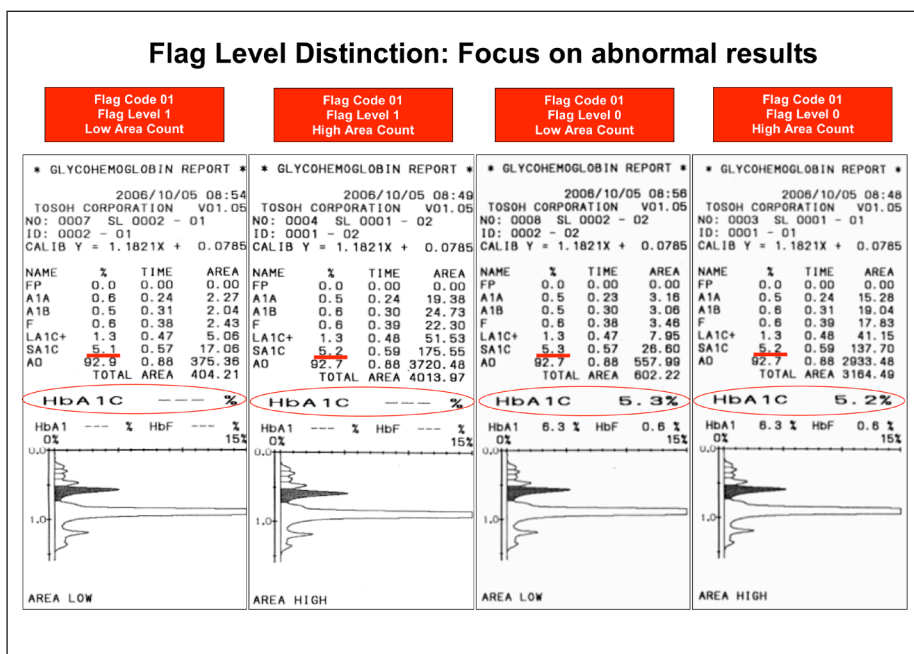 Flag Level Distinction: Focus on abnormal results
Flag Code 01
Flag Level 1
Low Area Count
* GLYCOHEMOGLOBIN REPORT *
2006/10/05 08:54
TOSOH CORPORATION V01.05
NO: 0007 SL 0002 - 01
ID: 0002 - 01
CALIB Y = 1.1821X + 0.0785
NAME % TIME AREA
FP 0.0 0.00 0.00
A1A 0.6 0.24 2.27
A1B 0.5 0.31 2.04
F 0.6 0.38 2.43
LA1C+ 1.3 0.47 5.06
SA1C 5.1 0.57 17.06
A0 92.9 0.88 375.36
TOTAL AREA 404.21
HbA1C --- %
HbA1 --- % HbF --- %
0% 15%
0.0
1.0
AREA LOW
Flag Code 01
Flag Level 1
High Area Count
* GLYCOHEMOGLOBIN REPORT *
2006/10/05 08:49
TOSOH CORPORATION V01.05
NO: 0004 SL 0001 - 02
ID: 0001 - 02
CALIB Y = 1.1821X + 0.0785
NAME % TIME AREA
FP 0.0 0.00 0.00
A1A 0.5 0.24 19.38
A1B 0.6 0.30 24.73
F 0.6 0.39 22.30
LA1C+ 1.3 0.48 51.53
SA1C 5.2 0.59 175.55
A0 92.7 0.88 3720.48
TOTAL AREA 4013.97
HbA1C --- %
HbA1 --- % HbF --- %
0% 15%
0.0
1.0
AREA HIGH
Flag Code 01
Flag Level 0
Low Area Count
* GLYCOHEMOGLOBIN REPORT *
2006/10/05 08:56
TOSOH CORPORATION V01.05
NO: 0008 SL 0002 - 02
ID: 0002 - 02
CALIB Y = 1.1821X + 0.0785
NAME % TIME AREA
FP 0.0 0.00 0.00
A1A 0.5 0.23 3.16
A1B 0.5 0.30 3.06
F 0.6 0.38 3.46
LA1C+ 1.3 0.47 7.95
SA1C 5.3 0.57 26.60
A0 92.7 0.88 557.99
TOTAL AREA 602.22
HbA1C 5.3%
HbA1 6.3 % HbF 0.6 %
0% 15%
0.0
1.0
AREA LOW
Flag Code 01
Flag Level 0
High Area Count
* GLYCOHEMOGLOBIN REPORT *
2006/10/05 08:48
TOSOH CORPORATION V01.05
NO: 0003 SL 0001 - 01
ID: 0001 - 01
CALIB Y = 1.1821X + 0.0785
NAME % TIME AREA
FP 0.0 0.00 0.00
A1A 0.5 0.24 15.28
A1B 0.6 0.31 19.04
F 0.6 0.39 17.83
LA1C+ 1.3 0.48 41.15
SA1C 5.2 0.59 137.70
A0 92.7 0.88 2933.48
TOTAL AREA 3164.49
HbA1C 5.2%
HbA1 6.3 % HbF 0.6 %
0% 15%
0.0
1.0
AREA HIGH